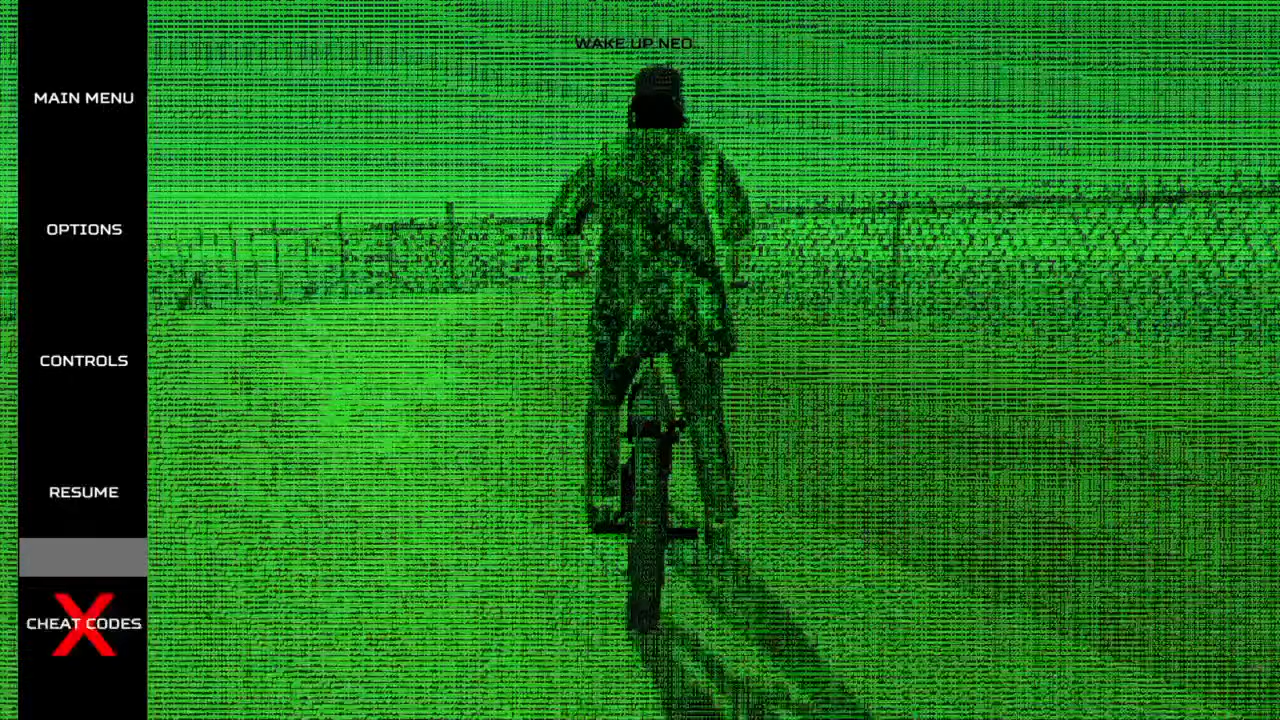 WAKE UP NEO...
MAIN MENU
OPTIONS
CONTROLS
RESUME
CHEAT CODES